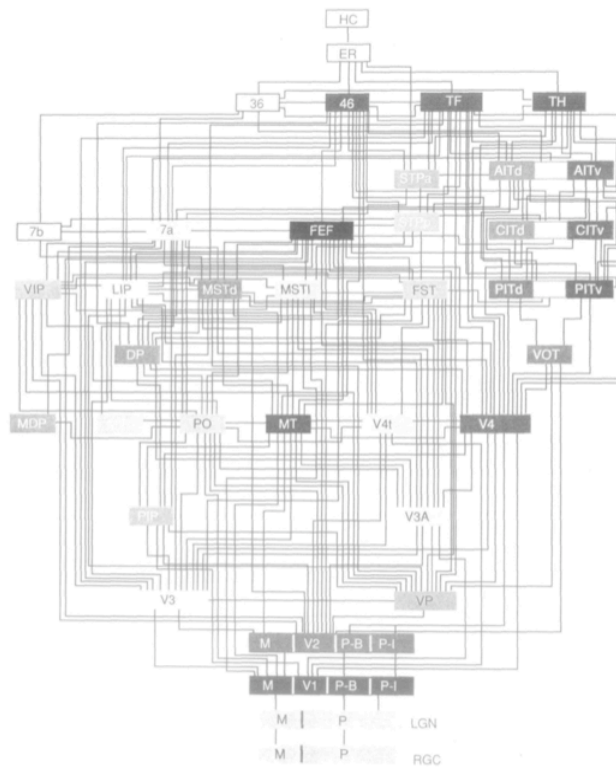 HC
ER
36 46 TF TH
STPa AITd AITv
7b 7a FEF CITd CITv
VIP LIP MSTd MSTl FST PITd PITv
DP VOT
MDP PO MT V4t V4
PIP V3A
V3 VP
M V2 P-B P-I
M V1 P-B P-I
M P LGN
M P RGC